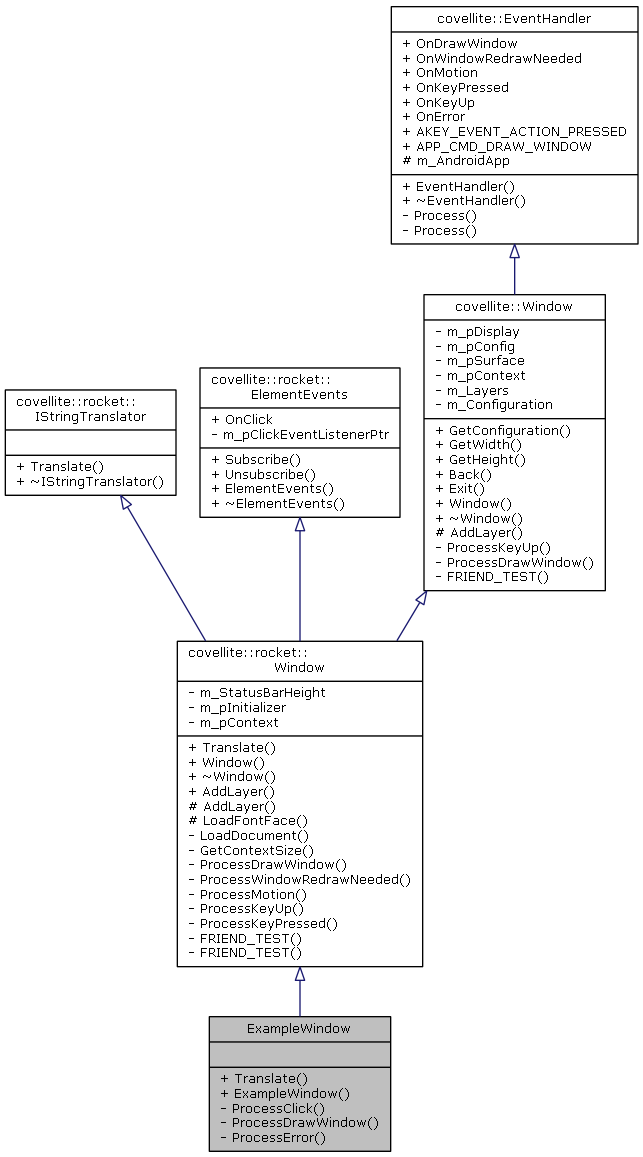 covellite::EventHandler
+ OnDrawWindow
+ OnWindowRedrawNeeded
+ OnMotion
+ OnKeyPressed
+ OnKeyUp
+ OnError
+ AKEY_EVENT_ACTION_PRESSED
+ APP_CMD_DRAW_WINDOW
# m_AndroidApp
+ EventHandler()
+ ~EventHandler()
- Process()
- Process()
covellite::Window
- m_pDisplay
- m_pConfig
- m_pSurface
- m_pContext
- m_Layers
- m_Configuration
+ GetConfiguration()
+ GetWidth()
+ GetHeight()
+ Back()
+ Exit()
+ Window()
+ ~Window()
# AddLayer()
- ProcessKeyUp()
- ProcessDrawWindow()
- FRIEND_TEST()
covellite::rocket::
ElementEvents
+ OnClick
- m_pClickEventListenerPtr
+ Subscribe()
+ Unsubscribe()
+ ElementEvents()
+ ~ElementEvents()
covellite::rocket::
IStringTranslator
+ Translate()
+ ~IStringTranslator()
covellite::rocket::
Window
- m_StatusBarHeight
- m_pInitializer
- m_pContext
+ Translate()
+ Window()
+ ~Window()
+ AddLayer()
# AddLayer()
# LoadFontFace()
- LoadDocument()
- GetContextSize()
- ProcessDrawWindow()
- ProcessWindowRedrawNeeded()
- ProcessMotion()
- ProcessKeyUp()
- ProcessKeyPressed()
- FRIEND_TEST()
- FRIEND_TEST()
ExampleWindow
+ Translate()
+ ExampleWindow()
- ProcessClick()
- ProcessDrawWindow()
- ProcessError()